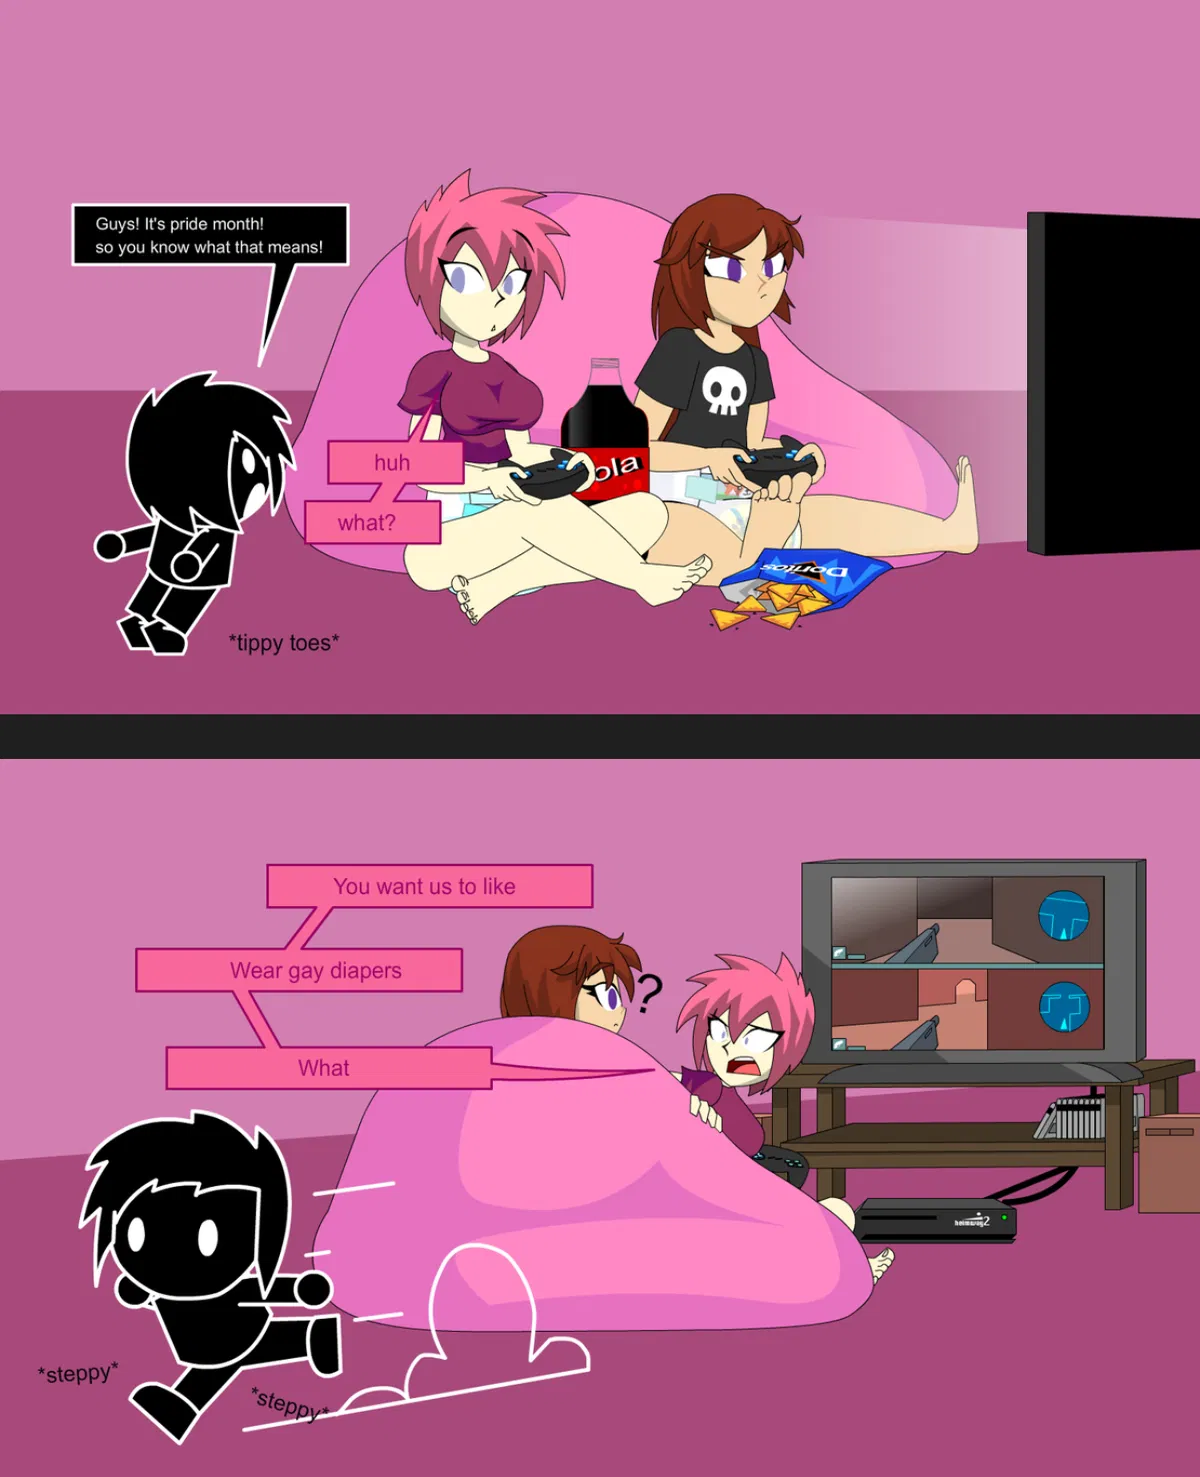 Guys! It's pride month!
so you know what that means!
huh
what?
ola
Doritos
*tippy toes*
You want us to like
Wear gay diapers
What
*steppy*
*steppy*